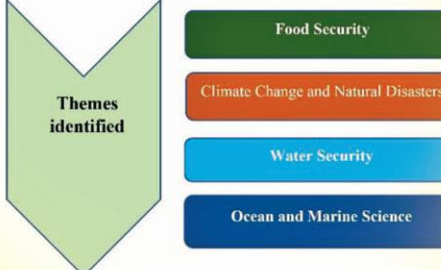 Themes
identified
Food Security
Climate Change and Natural Disasters
Water Security
Ocean and Marine Science